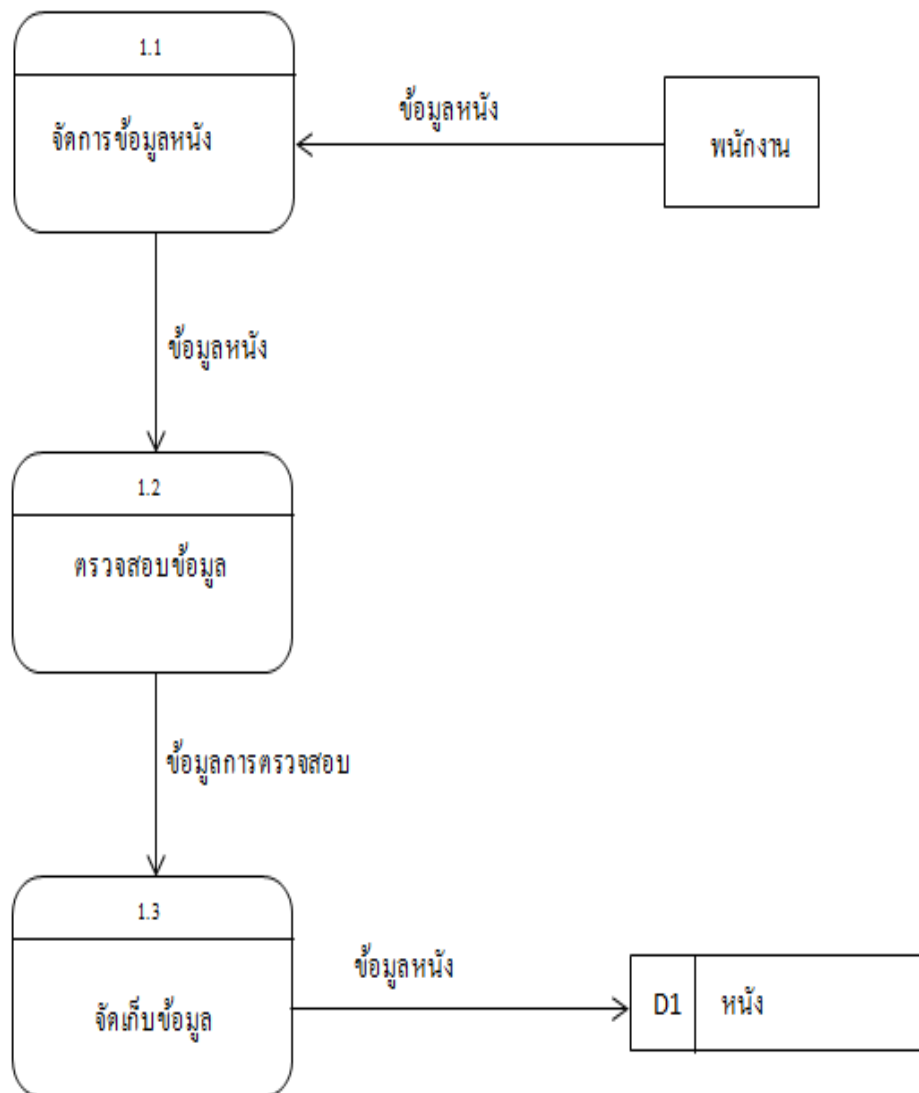 1.1
จัดการข้อมูลหนัง
ข้อมูลหนัง
พนักงาน
ข้อมูลหนัง
1.2
ตรวจสอบข้อมูล
ข้อมูลการตรวจสอบ
1.3
จัดเก็บข้อมูล
ข้อมูลหนัง
D1 หนัง